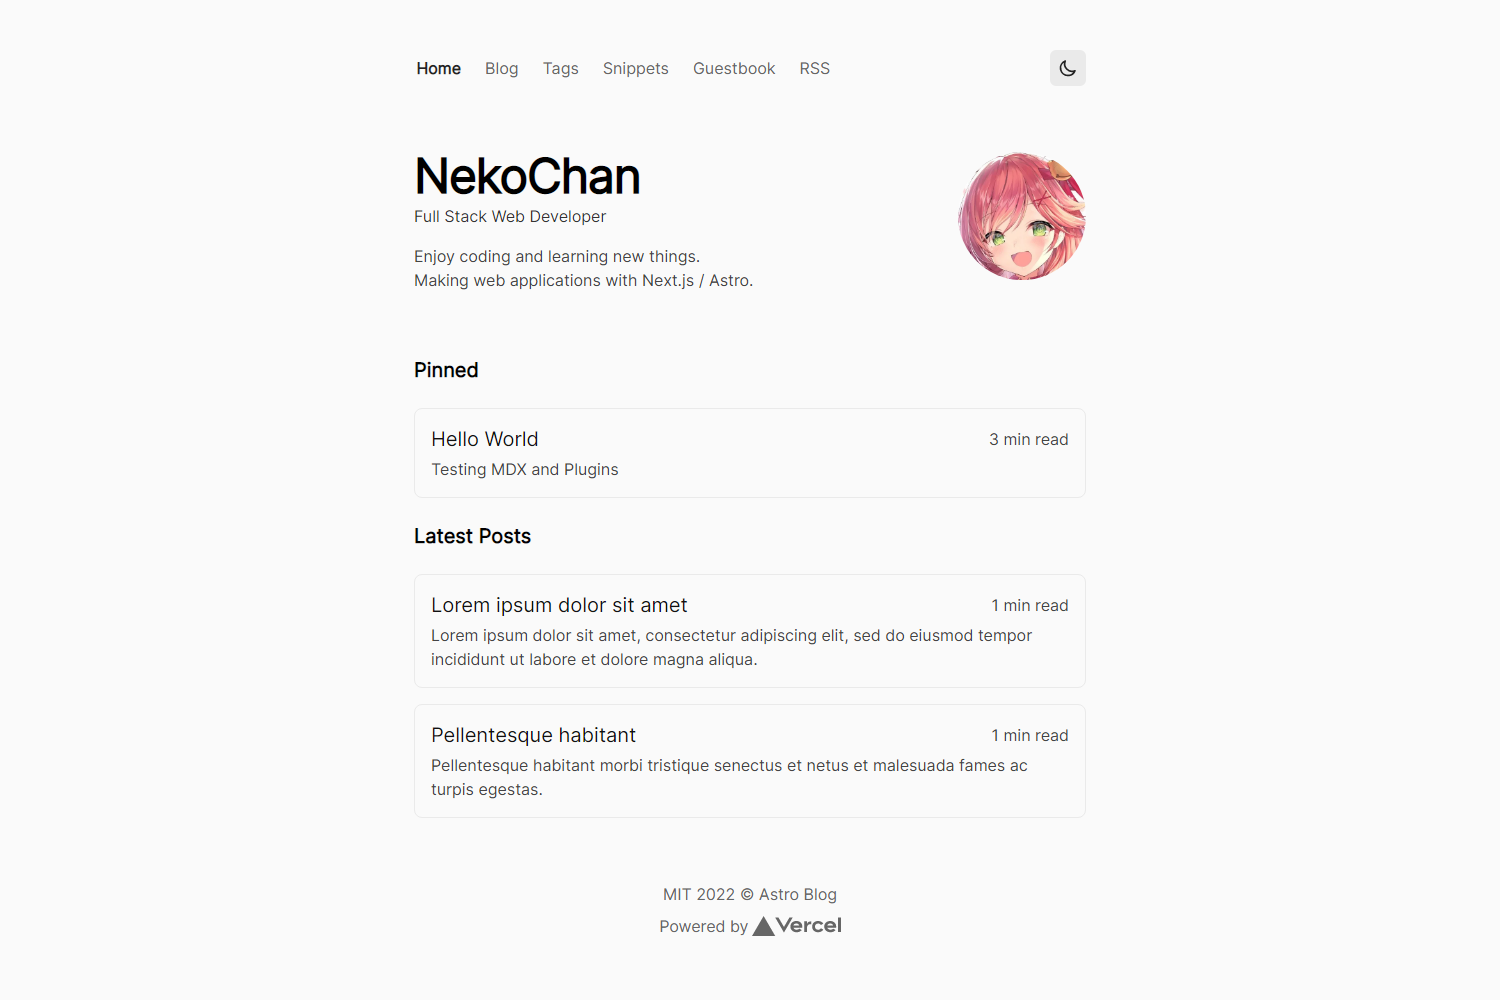 Home Blog Tags Snippets Guestbook RSS
NekoChan
Full Stack Web Developer
Enjoy coding and learning new things.
Making web applications with Next.js / Astro.
Pinned
Hello World 3 min read
Testing MDX and Plugins
Latest Posts
Lorem ipsum dolor sit amet 1 min read
Lorem ipsum dolor sit amet, consectetur adipiscing elit, sed do eiusmod tempor
incididunt ut labore et dolore magna aliqua.
Pellentesque habitant 1 min read
Pellentesque habitant morbi tristique senectus et netus et malesuada fames ac
turpis egestas.
MIT 2022 © Astro Blog
Powered by Vercel